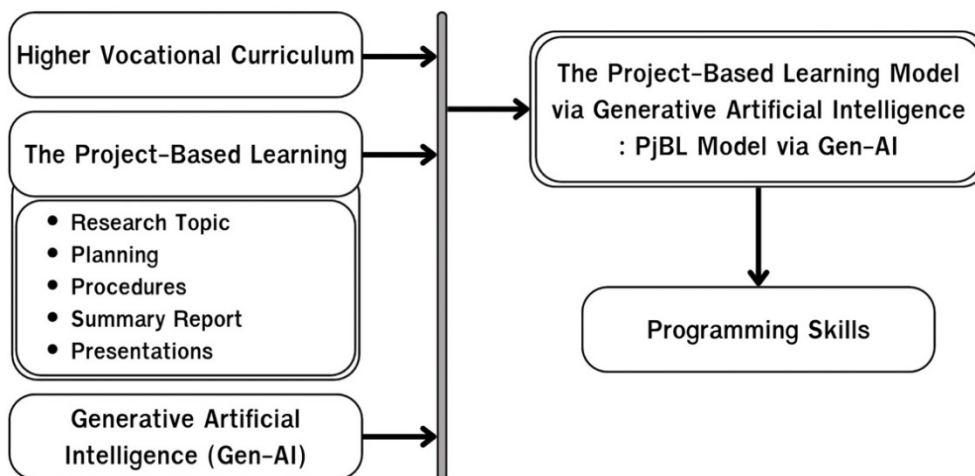 Higher Vocational Curriculum
The Project-Based Learning
• Research Topic
• Planning
• Procedures
• Summary Report
• Presentations
Generative Artificial
Intelligence (Gen-AI)
The Project-Based Learning Model
via Generative Artificial Intelligence
: PjBL Model via Gen-AI
Programming Skills